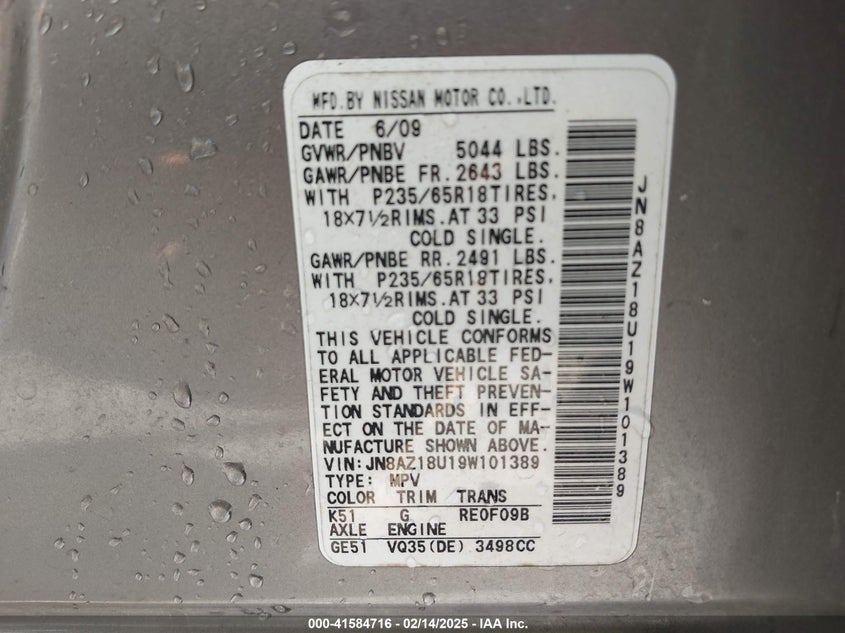 MFD.BY NISSAN MOTOR CO.,LTD.
DATE 6/09
GVWR/PNBV 5044 LBS.
GAWR/PNBE FR. 2643 LBS.
WITH P235/65R18TIRES,
18X7½RIMS.AT 33 PSI
COLD SINGLE.
GAWR/PNBE RR. 2491 LBS.
WITH P235/65R18TIRES,
18X7½RIMS.AT 33 PSI
COLD SINGLE.
THIS VEHICLE CONFORMS
TO ALL APPLICABLE FED-
ERAL MOTOR VEHICLE SA-
FETY AND THEFT PREVEN-
TION STANDARDS IN EFF-
ECT ON THE DATE OF MA-
NUFACTURE SHOWN ABOVE.
VIN:JN8AZ18U19W101389
TYPE: MPV
COLOR TRIM TRANS
K51 G RE0F09B
AXLE ENGINE
GE51 VQ35(DE) 3498CC
JN8AZ18U19W101389
000-41584716 - 02/14/2025 - IAA Inc.